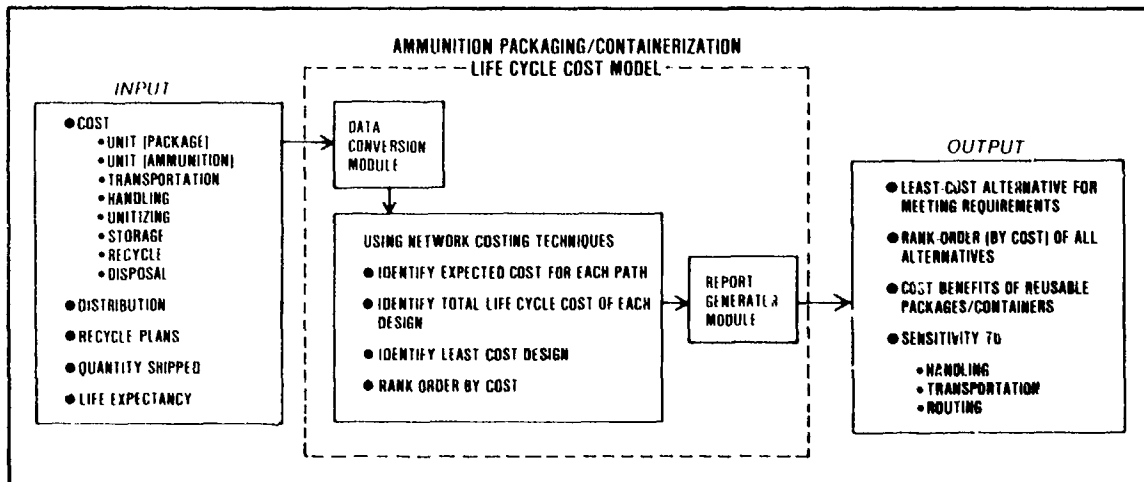 AMMUNITION PACKAGING/CONTAINERIZATION
LIFE CYCLE COST MODEL
INPUT
● COST
• UNIT [PACKAGE]
• UNIT [AMMUNITION]
• TRANSPORTATION
• HANDLING
• UNITIZING
• STORAGE
• RECYCLE
• DISPOSAL
● DISTRIBUTION
● RECYCLE PLANS
● QUANTITY SHIPPED
● LIFE EXPECTANCY
DATA
CONVERSION
MODULE
USING NETWORK COSTING TECHNIQUES
● IDENTIFY EXPECTED COST FOR EACH PATH
● IDENTIFY TOTAL LIFE CYCLE COST OF EACH
DESIGN
● IDENTIFY LEAST COST DESIGN
● RANK ORDER BY COST
REPORT
GENERATER
MODULE
OUTPUT
● LEAST-COST ALTERNATIVE FOR
MEETING REQUIREMENTS
● RANK-ORDER [BY COST] OF ALL
ALTERNATIVES
● COST BENEFITS OF REUSABLE
PACKAGES/CONTAINERS
● SENSITIVITY TO
• HANDLING
• TRANSPORTATION
• ROUTING